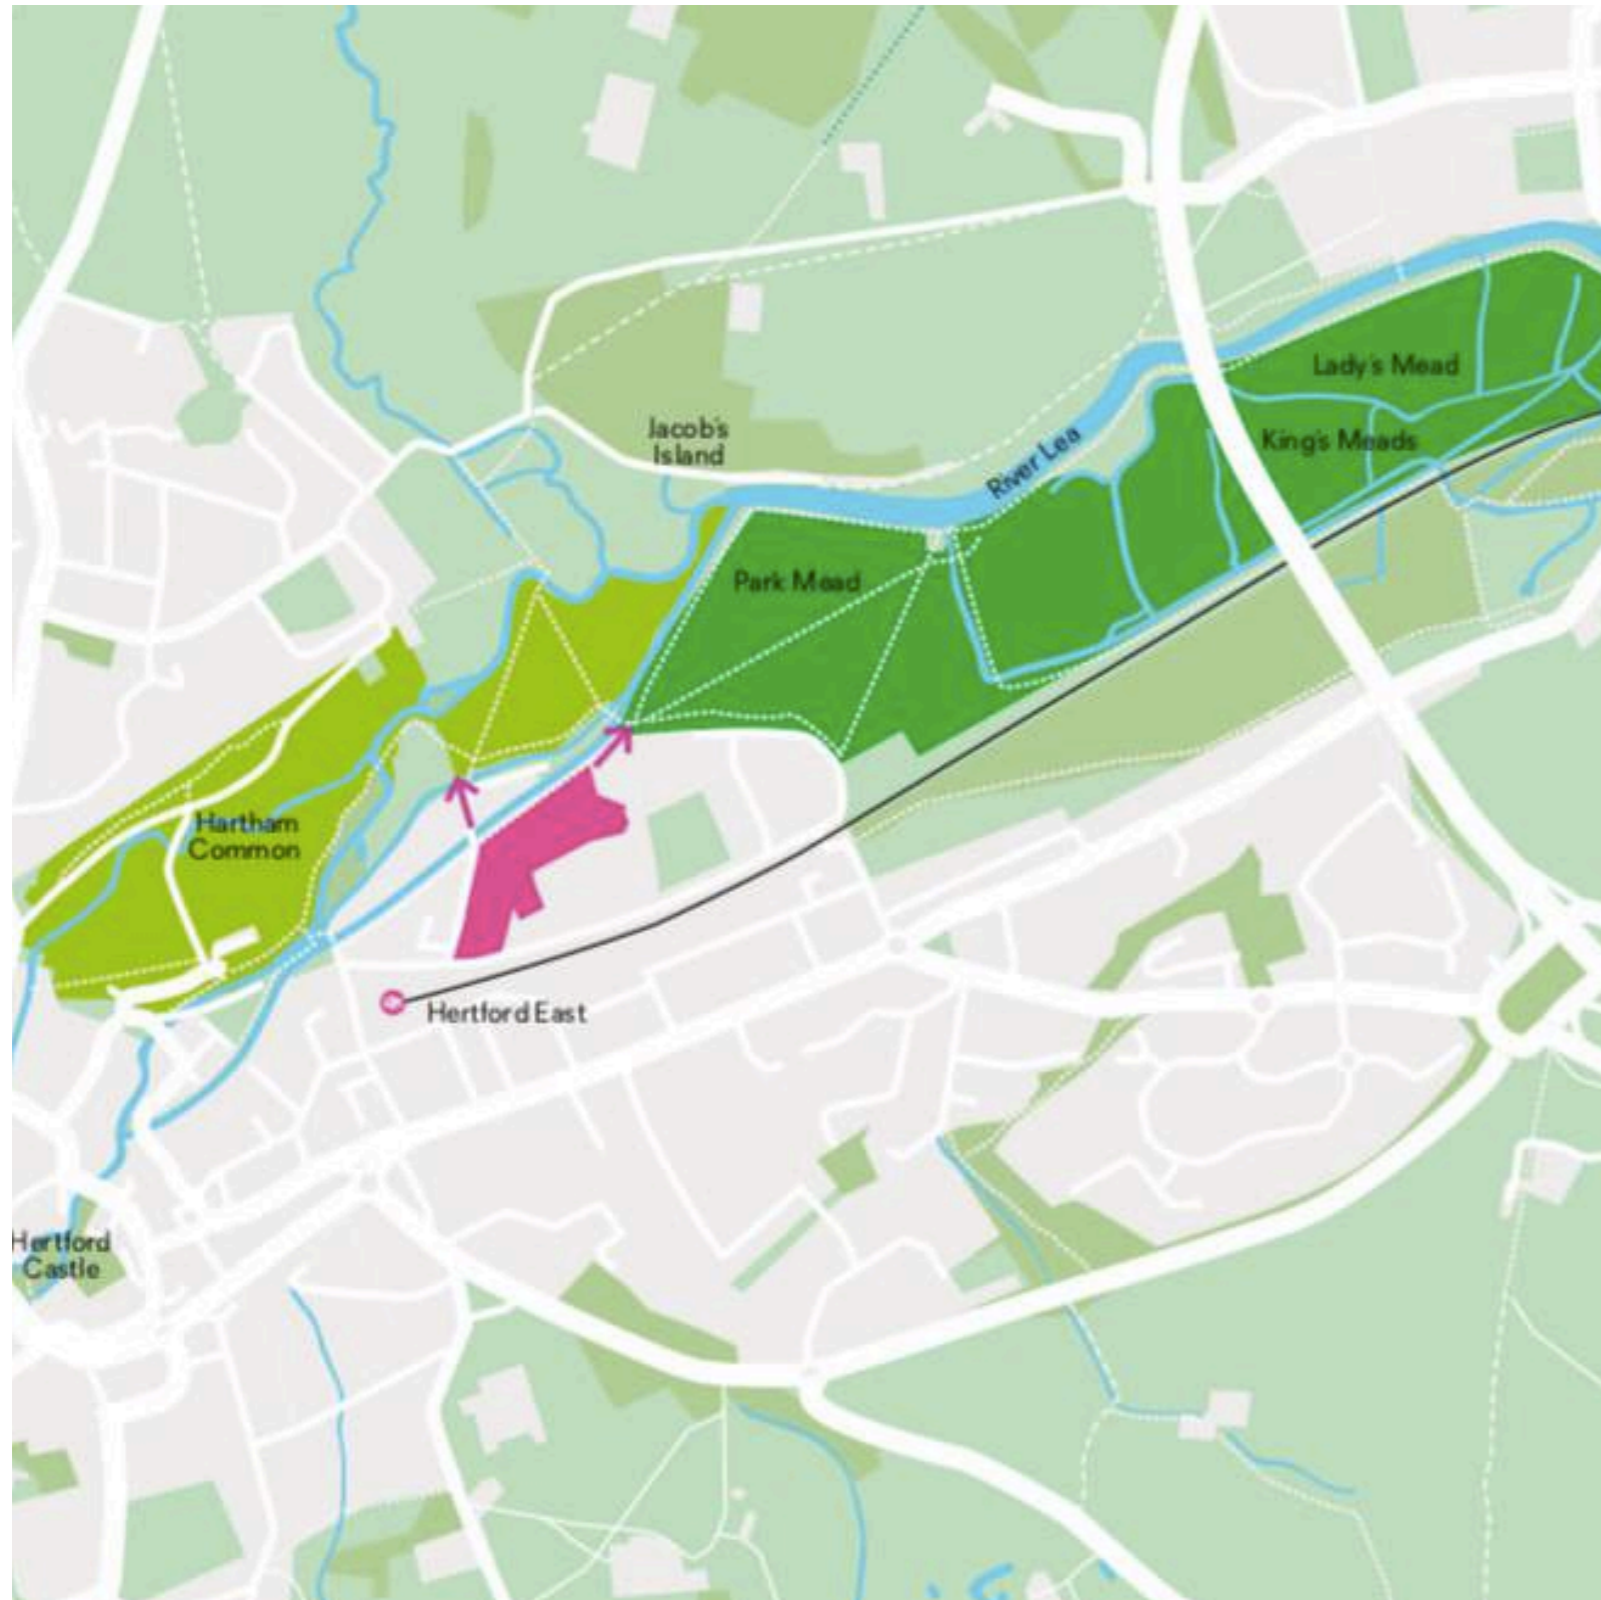 Jacob's
Island
River Lea
Lady's Mead
King's Meads
Park Mead
Hartham
Common
Hertford East
Hertford
Castle